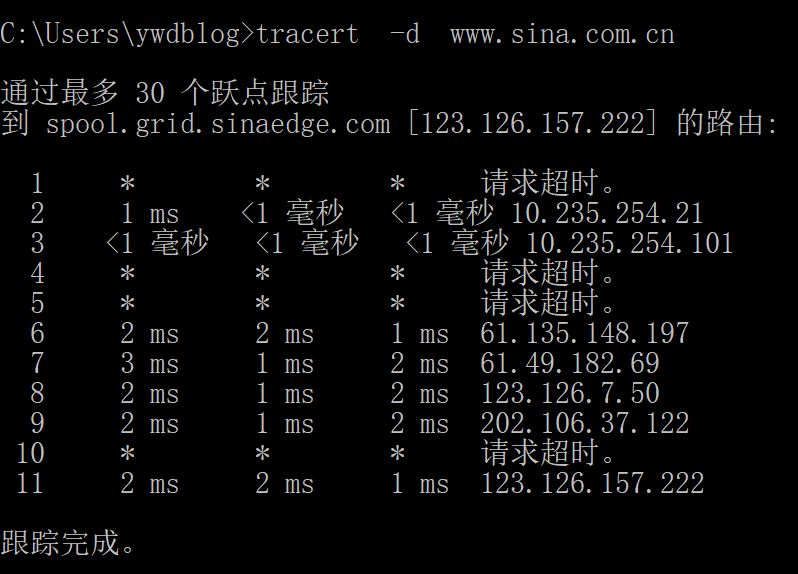 C:\Users\ywdblog>tracert  -d  www.sina.com.cn
通过最多 30 个跃点跟踪
到 spool.grid.sinaedge.com [123.126.157.222] 的路由:
  1     *        *        *     请求超时。
  2     1 ms    <1 毫秒   <1 毫秒 10.235.254.21
  3    <1 毫秒   <1 毫秒   <1 毫秒 10.235.254.101
  4     *        *        *     请求超时。
  5     *        *        *     请求超时。
  6     2 ms     2 ms     1 ms  61.135.148.197
  7     3 ms     1 ms     2 ms  61.49.182.69
  8     2 ms     1 ms     2 ms  123.126.7.50
  9     2 ms     1 ms     2 ms  202.106.37.122
 10     *        *        *     请求超时。
 11     2 ms     2 ms     1 ms  123.126.157.222
跟踪完成。